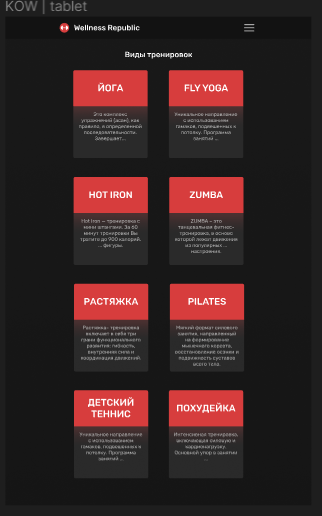 KOW | tablet
Wellness Republic
Виды тренировок
ЙОГА
Это комплекс
упражнений (асан), как
правило, в определенной
последовательности.
Завершает...
FLY YOGA
Уникальное направление
с использованием
гамаков, подвешенных к
потолку. Программа
занятий ...
HOT IRON
Hot Iron — тренировка с
мини штангами. За 60
минут тренировки Вы
тратите до 900 калорий.
... фигуры.
ZUMBA
ZUMBA – это
танцевальная фитнес-
тренировка, в основе
которой лежат движения
из популярных ...
настроения.
РАСТЯЖКА
Растяжка- тренировка
включает в себя три
грани функционального
развития: гибкость,
внутренняя сила и
координация движений.
PILATES
Мягкий формат силового
занятия, направленный
на формирование
мышечного корсета,
восстановление осанки и
подвижность суставов
всего тела.
ДЕТСКИЙ
ТЕННИС
Уникальное направление
с использованием
гамаков, подвешенных к
потолку. Программа
занятий ...
ПОХУДЕЙКА
Интенсивная тренировка,
включающая силовую и
кардионагрузку.
Основной упор в занятии
...